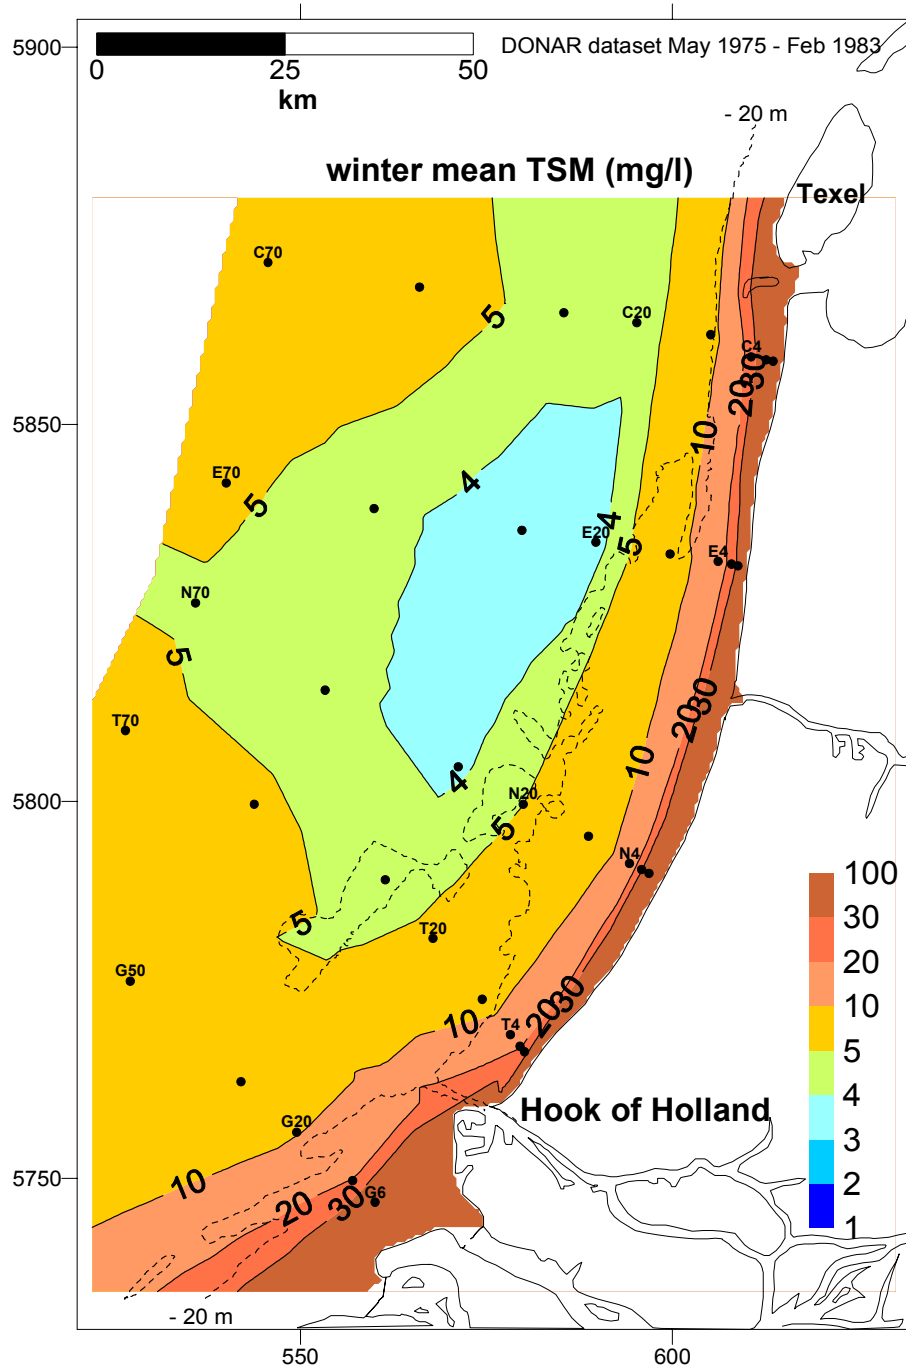 5900
DONAR dataset May 1975 - Feb 1983
0 25 50
km
- 20 m
winter mean TSM (mg/l)
Texel
C70
5
C20
C4
30
20
10
5850
4
E70
5
4
E20
5
E4
N70
5
30
20
T70
10
4
N20
5800
5
N4
100
30
20
10
5
4
3
2
1
5
T20
G50
30
20
10
T4
Hook of Holland
G20
5750
10
G6
30
20
- 20 m
550 600